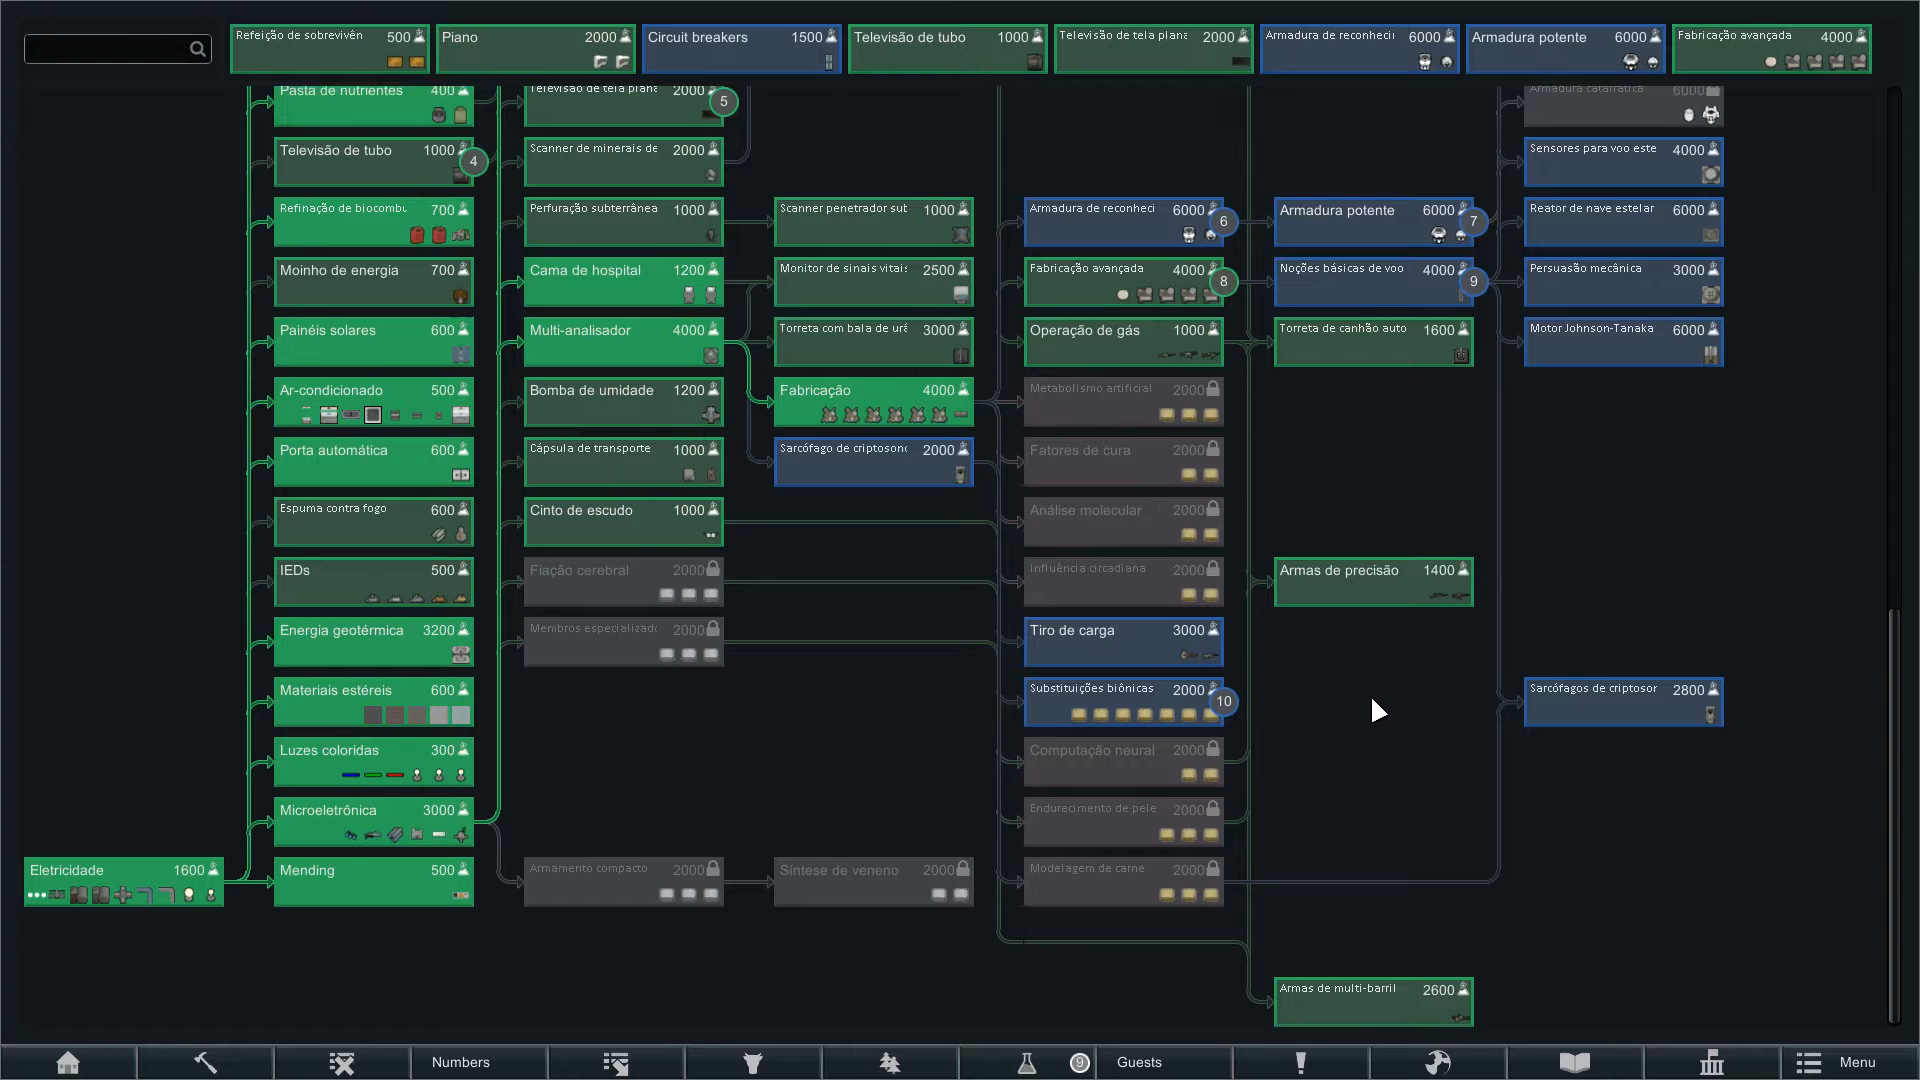 Refeição de sobrevivên 500
Piano 2000
Circuit breakers 1500
Televisão de tubo 1000
Televisão de tela plana 2000
Armadura de reconheci 6000
Armadura potente 6000
Fabricação avançada 4000
Pasta de nutrientes 400
Televisão de tela plana 2000 5
Armadura catafrática 6000
Televisão de tubo 1000 4
Scanner de minerais de 2000
Sensores para voo este 4000
Refinação de biocombu 700
Perfuração subterrânea 1000
Scanner penetrador sub 1000
Armadura de reconheci 6000 6
Armadura potente 6000 7
Reator de nave estelar 6000
Moinho de energia 700
Cama de hospital 1200
Monitor de sinais vitais 2500
Fabricação avançada 4000 8
Noções básicas de voo 4000 9
Persuasão mecânica 3000
Painéis solares 600
Multi-analisador 4000
Torreta com bala de urâ 3000
Operação de gás 1000
Torreta de canhão auto 1600
Motor Johnson-Tanaka 6000
Ar-condicionado 500
Bomba de umidade 1200
Fabricação 4000
Metabolismo artificial 2000
Porta automática 600
Cápsula de transporte 1000
Sarcófago de criptosono 2000
Fatores de cura 2000
Espuma contra fogo 600
Cinto de escudo 1000
Análise molecular 2000
IEDs 500
Fiação cerebral 2000
Influência circadiana 2000
Armas de precisão 1400
Energia geotérmica 3200
Membros especializado 2000
Tiro de carga 3000
Materiais estéreis 600
Substituições biônicas 2000 10
Sarcófagos de criptosor 2800
Luzes coloridas 300
Computação neural 2000
Microeletrônica 3000
Endurecimento de pele 2000
Eletricidade 1600
Mending 500
Armamento compacto 2000
Síntese de veneno 2000
Modelagem de carne 2000
Armas de multi-barril 2600
Numbers
9
Guests
Menu